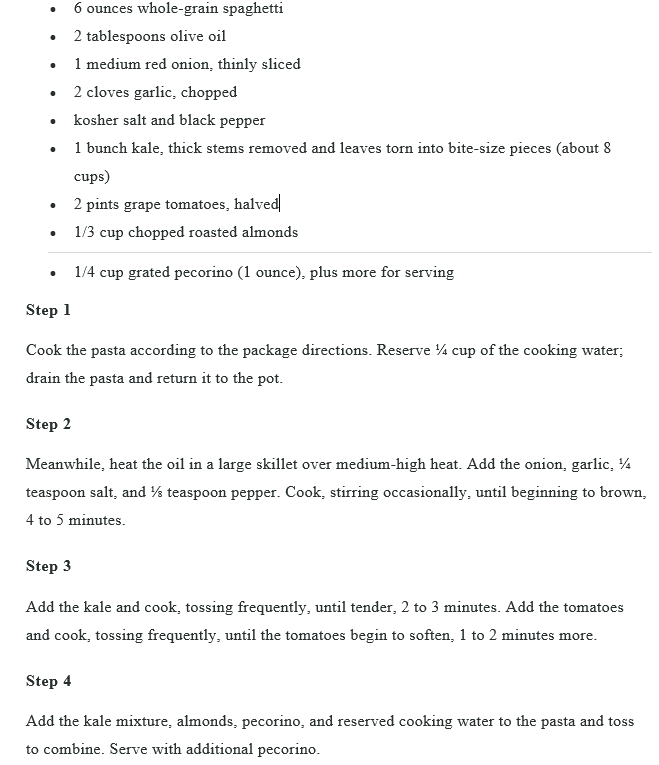 • 6 ounces whole-grain spaghetti
• 2 tablespoons olive oil
• 1 medium red onion, thinly sliced
• 2 cloves garlic, chopped
• kosher salt and black pepper
• 1 bunch kale, thick stems removed and leaves torn into bite-size pieces (about 8
cups)
• 2 pints grape tomatoes, halved
• 1/3 cup chopped roasted almonds
• 1/4 cup grated pecorino (1 ounce), plus more for serving
Step 1
Cook the pasta according to the package directions. Reserve ¼ cup of the cooking water;
drain the pasta and return it to the pot.
Step 2
Meanwhile, heat the oil in a large skillet over medium-high heat. Add the onion, garlic, ¼
teaspoon salt, and ⅛ teaspoon pepper. Cook, stirring occasionally, until beginning to brown,
4 to 5 minutes.
Step 3
Add the kale and cook, tossing frequently, until tender, 2 to 3 minutes. Add the tomatoes
and cook, tossing frequently, until the tomatoes begin to soften, 1 to 2 minutes more.
Step 4
Add the kale mixture, almonds, pecorino, and reserved cooking water to the pasta and toss
to combine. Serve with additional pecorino.